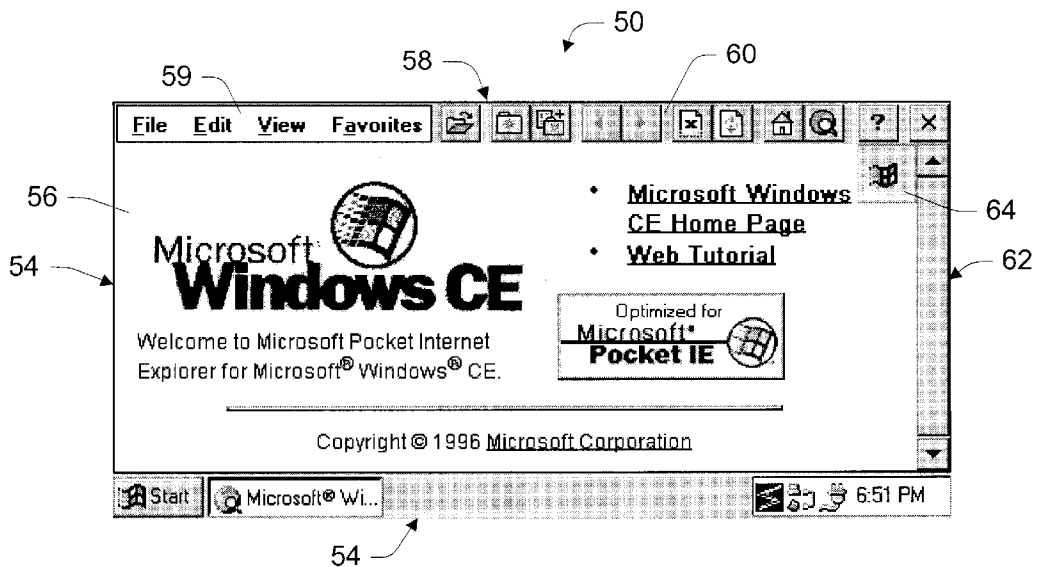 50
58
60
59
File Edit View Favorites ? ×
56
Microsoft Windows CE
• Microsoft Windows
CE Home Page
• Web Tutorial
64
54
62
Optimized for
Microsoft®
Pocket IE
Welcome to Microsoft Pocket Internet
Explorer for Microsoft® Windows® CE.
Copyright © 1996 Microsoft Corporation
Start Microsoft® Wi... 6:51 PM
54